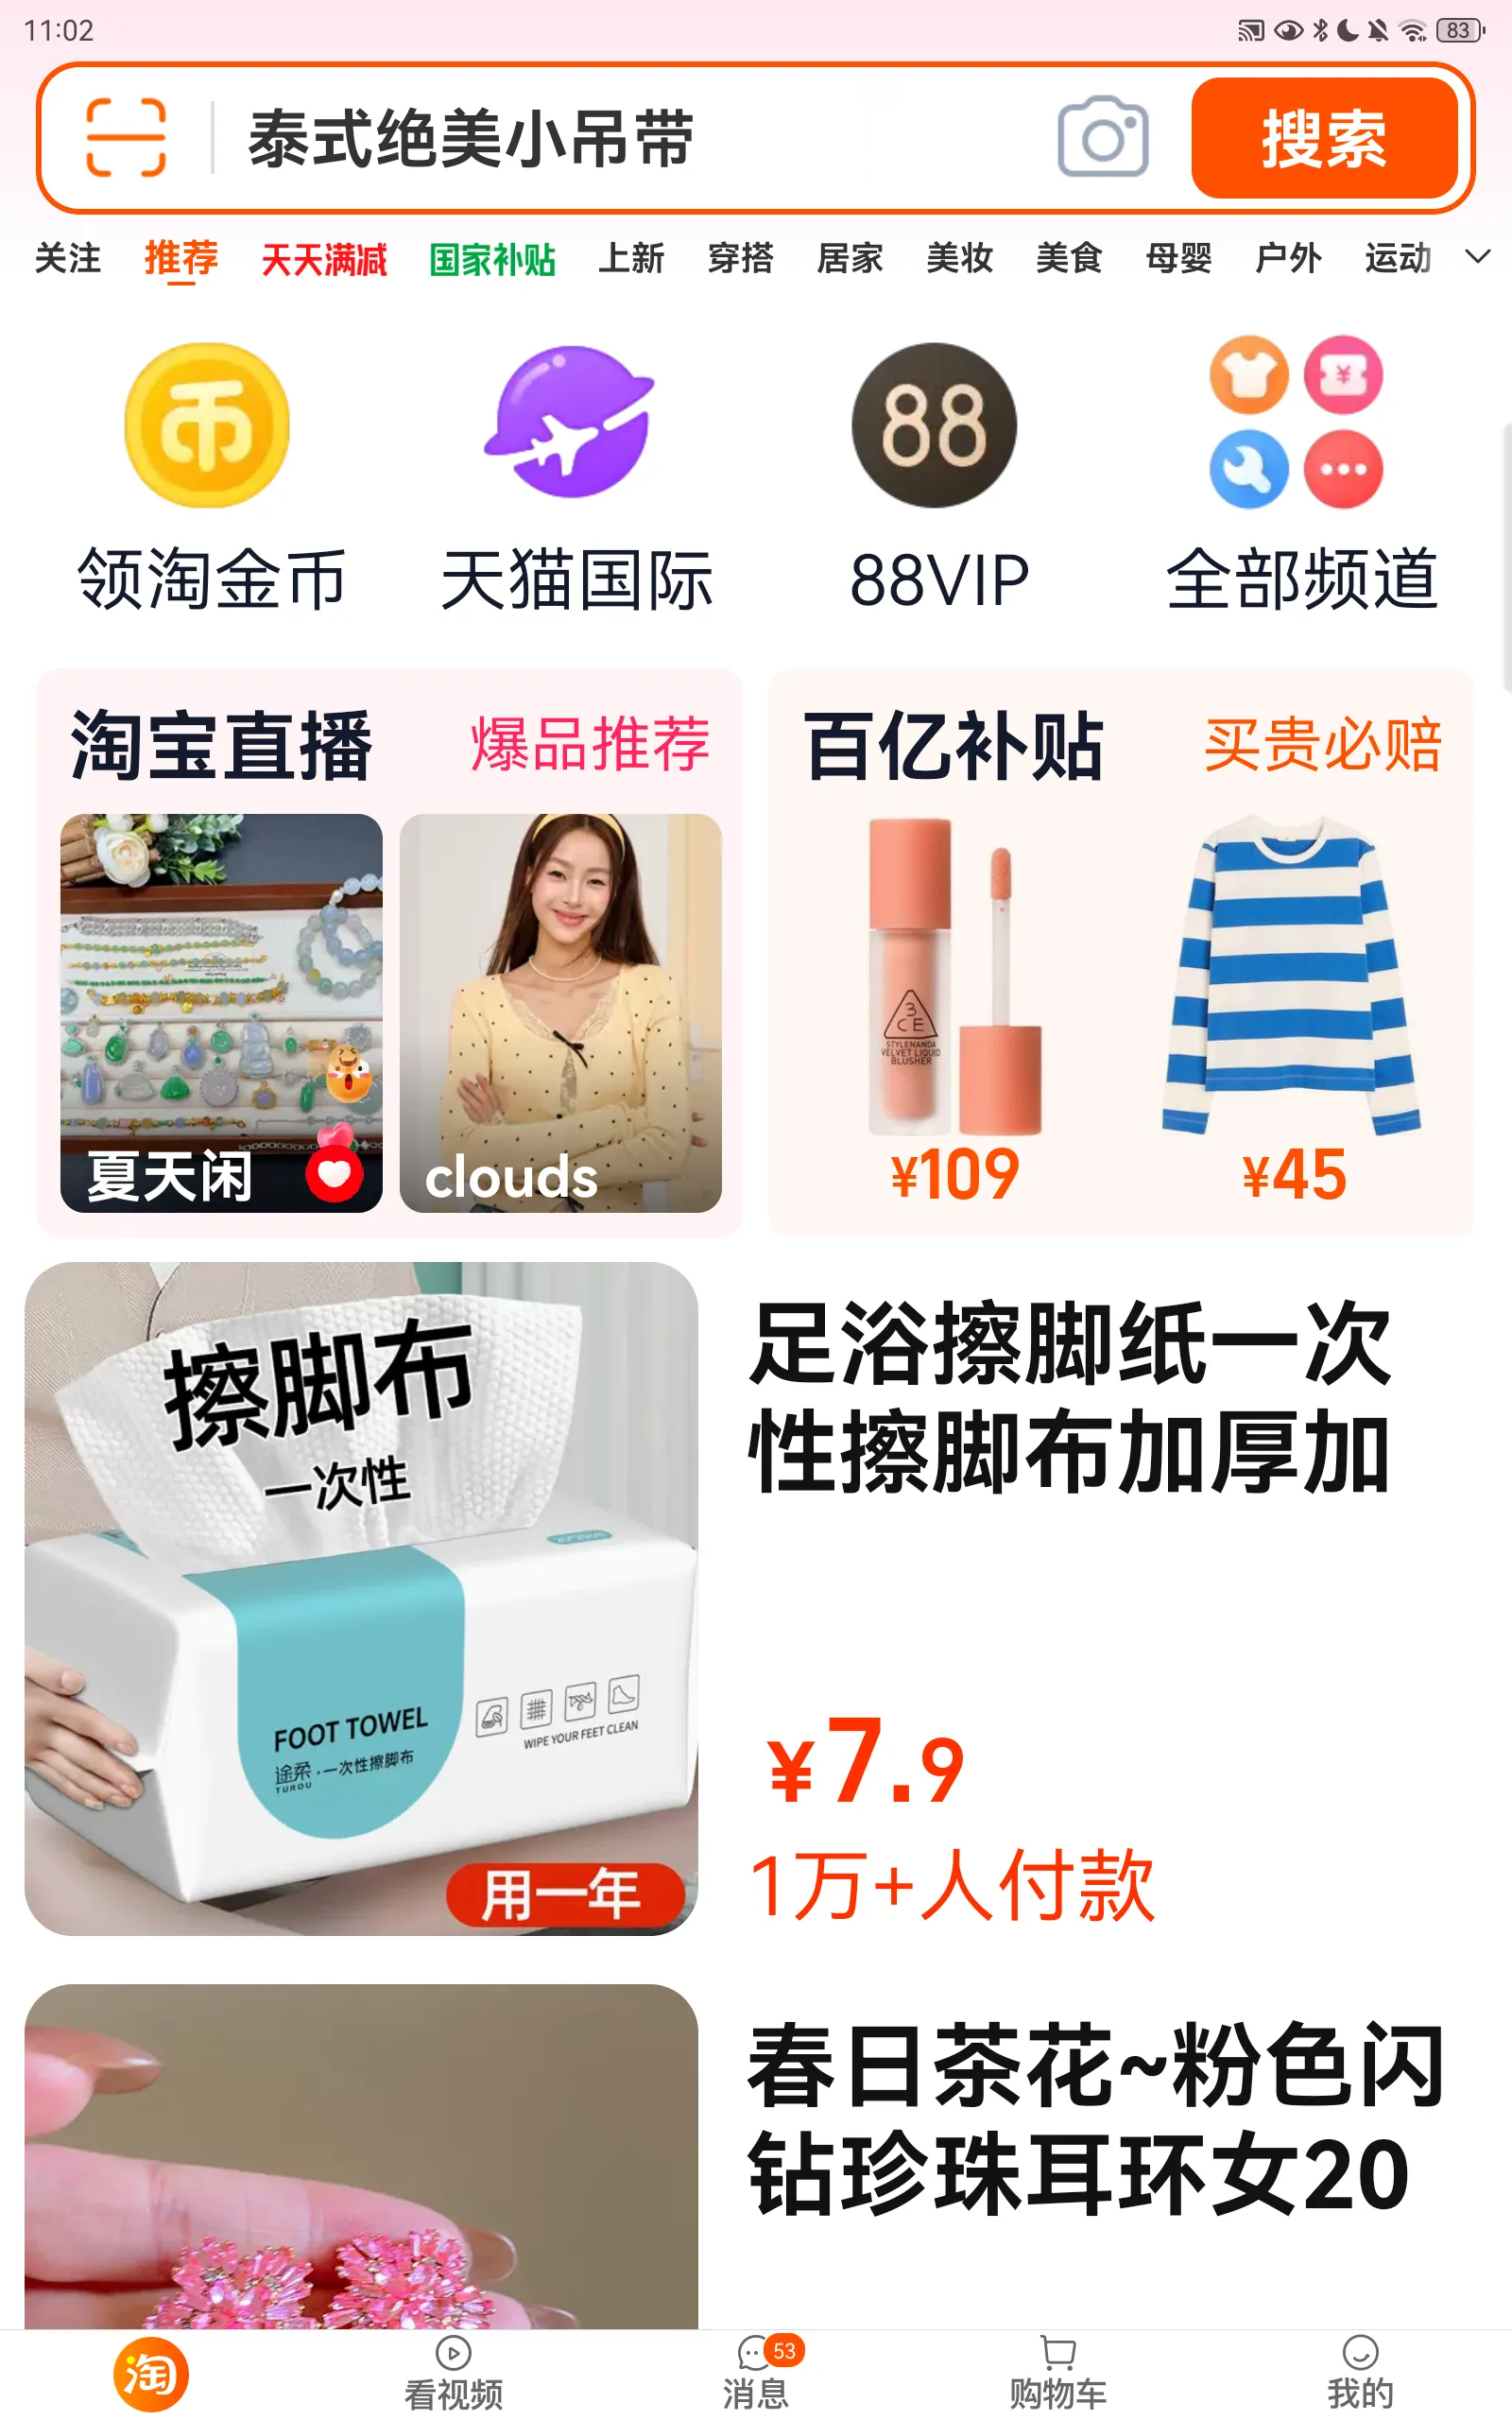 11:02
83
泰式绝美小吊带
搜索
关注 推荐 天天满减 国家补贴 上新 穿搭 居家 美妆 美食 母婴 户外 运动
币
88
¥
领淘金币 天猫国际 88VIP 全部频道
淘宝直播 爆品推荐
夏天闲
clouds
百亿补贴 买贵必赔
3
CE
STYLENANDA
VELVET LIQUID
BLUSHER
¥109
¥45
擦脚布
一次性
FOOT TOWEL
途柔·一次性擦脚布
TUROU
WIPE YOUR FEET CLEAN
用一年
足浴擦脚纸一次
性擦脚布加厚加
¥7.9
1万+人付款
春日茶花~粉色闪
钻珍珠耳环女20
淘
看视频
53
消息
购物车
我的